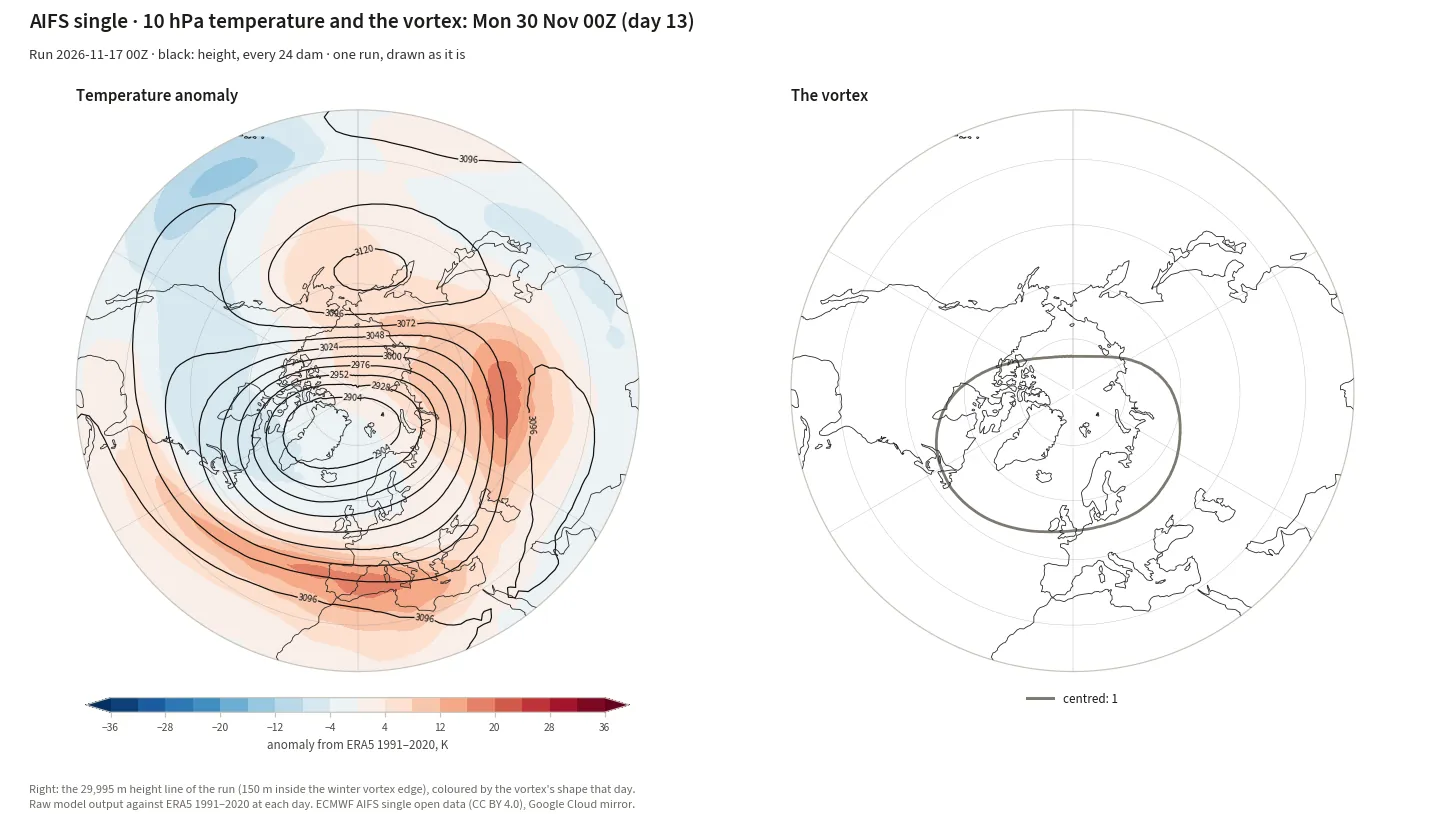 AIFS single · 10 hPa temperature and the vortex: Mon 30 Nov 00Z (day 13)
Run 2026-11-17 00Z · black: height, every 24 dam · one run, drawn as it is
Temperature anomaly
The vortex
3096
3120
3096
3072
3048
3024
3000
2976
2952
2928
2904
3096
2904
3096
3096
−36 −28 −20 −12 −4 4 12 20 28 36
anomaly from ERA5 1991–2020, K
centred: 1
Right: the 29,995 m height line of the run (150 m inside the winter vortex edge), coloured by the vortex's shape that day.
Raw model output against ERA5 1991–2020 at each day. ECMWF AIFS single open data (CC BY 4.0), Google Cloud mirror.